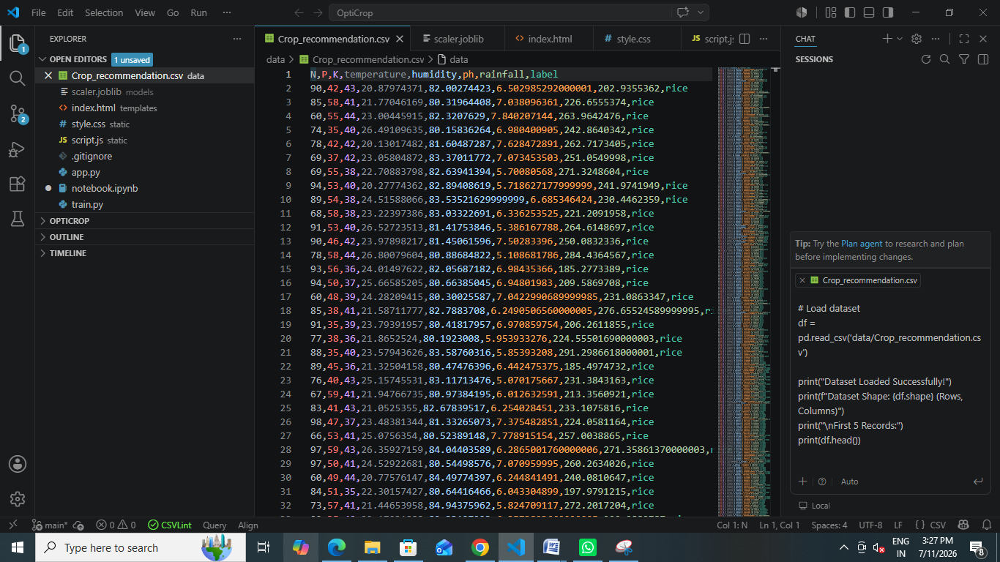 File Edit Selection View Go Run ···
OptiCrop
EXPLORER ···
OPEN EDITORS 1 unsaved
Crop_recommendation.csv data
scaler.joblib models
index.html templates
style.css static
script.js static
.gitignore
app.py
notebook.ipynb
train.py
OPTICROP
OUTLINE
TIMELINE
1
2
main*
0 0
CSVLint
Query
Align
Crop_recommendation.csv
scaler.joblib
index.html
style.css
JS script.js
data > Crop_recommendation.csv > data
1 N,P,K,temperature,humidity,ph,rainfall,label
2 90,42,43,20.87974371,82.00274423,6.502985292000001,202.9355362,rice
3 85,58,41,21.77046169,80.31964408,7.038096361,226.6555374,rice
4 60,55,44,23.00445915,82.3207629,7.840207144,263.9642476,rice
5 74,35,40,26.49109635,80.15836264,6.980400905,242.8640342,rice
6 78,42,42,20.13017482,81.60487287,7.628472891,262.7173405,rice
7 69,37,42,23.05804872,83.37011772,7.073453503,251.0549998,rice
8 69,55,38,22.70883798,82.63941394,5.70080568,271.3248604,rice
9 94,53,40,20.27774362,82.89408619,5.718627177999999,241.9741949,rice
10 89,54,38,24.51588066,83.53521629999999,6.685346424,230.4462359,rice
11 68,58,38,23.22397386,83.03322691,6.336253525,221.2091958,rice
12 91,53,40,26.52723513,81.41753846,5.386167788,264.6148697,rice
13 90,46,42,23.97898217,81.45061596,7.50283396,250.0832336,rice
14 78,58,44,26.80079604,80.88684822,5.108681786,284.4364567,rice
15 93,56,36,24.01497622,82.05687182,6.98435366,185.2773389,rice
16 94,50,37,25.66585205,80.66385045,6.94801983,209.5869708,rice
17 60,48,39,24.28209415,80.30025587,7.0422990689999985,231.0863347,rice
18 85,38,41,21.58711777,82.7883708,6.2490506560000005,276.65524589999995,ri
19 91,35,39,23.79391957,80.41817957,6.970859754,206.2611855,rice
20 77,38,36,21.8652524,80.1923008,5.953933276,224.55501690000003,rice
21 88,35,40,23.57943626,83.58760316,5.85393208,291.2986618000001,rice
22 89,45,36,21.32504158,80.47476396,6.442475375,185.4974732,rice
23 76,40,43,25.15745531,83.11713476,5.070175667,231.3843163,rice
24 67,59,41,21.94766735,80.97384195,6.012632591,213.3560921,rice
25 83,41,43,21.0525355,82.67839517,6.254028451,233.1075816,rice
26 98,47,37,23.48381344,81.33265073,7.375482851,224.0581164,rice
27 66,53,41,25.0756354,80.52389148,7.778915154,257.0038865,rice
28 97,59,43,26.35927159,84.04403589,6.2865001760000006,271.35861370000003,r
29 97,50,41,24.52922681,80.54498576,7.070959995,260.2634026,rice
30 60,49,44,20.77576147,84.49774397,6.244841491,240.0810647,rice
31 84,51,35,22.30157427,80.64416466,6.043304899,197.9791215,rice
32 73,57,41,21.44653958,84.94375962,5.824709117,272.2017204,rice
CHAT
SESSIONS
Tip: Try the Plan agent to research and plan
before implementing changes.
Crop_recommendation.csv
# Load dataset
df =
pd.read_csv('data/Crop_recommendation.cs
v')
print("Dataset Loaded Successfully!")
print(f"Dataset Shape: {df.shape} (Rows,
Columns)")
print("\nFirst 5 Records:")
print(df.head())
Auto
Local
Col 1: N Ln 1, Col 1 Spaces: 4 UTF-8 LF {} CSV
Type here to search
ENG
IN
3:27 PM
7/11/2026
8